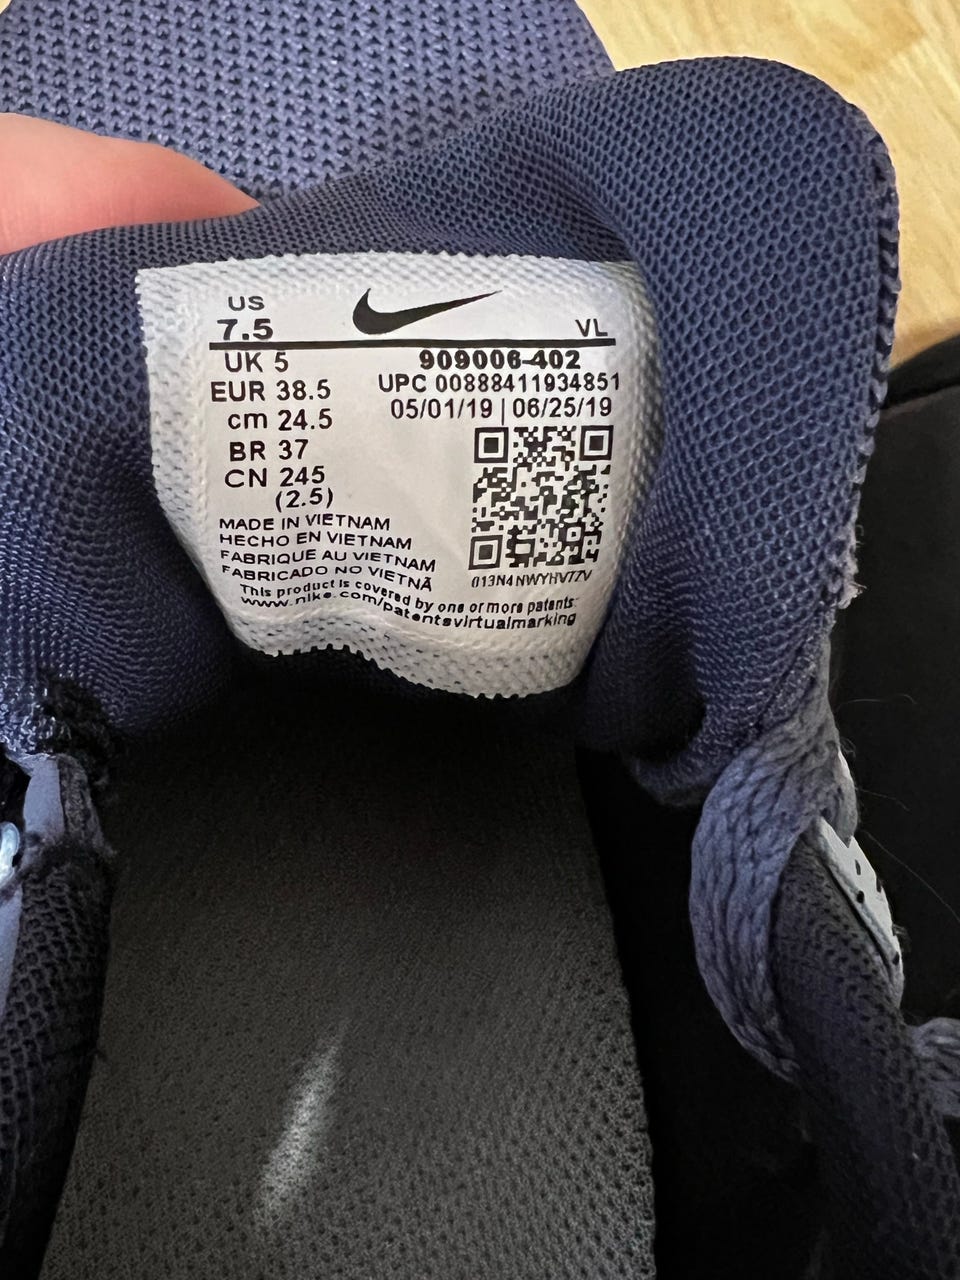 US
7.5
VL
UK 5
EUR 38.5
cm 24.5
BR 37
CN 245
(2.5)
909006-402
UPC 00888411934851
05/01/19 | 06/25/19
013N4NWYHV77V
MADE IN VIETNAM
HECHO EN VIETNAM
FABRIQUE AU VIETNAM
FABRICADO NO VIETNÃ
This product is covered by one or more patents:
www.nike.com/patentsvirtualmarking